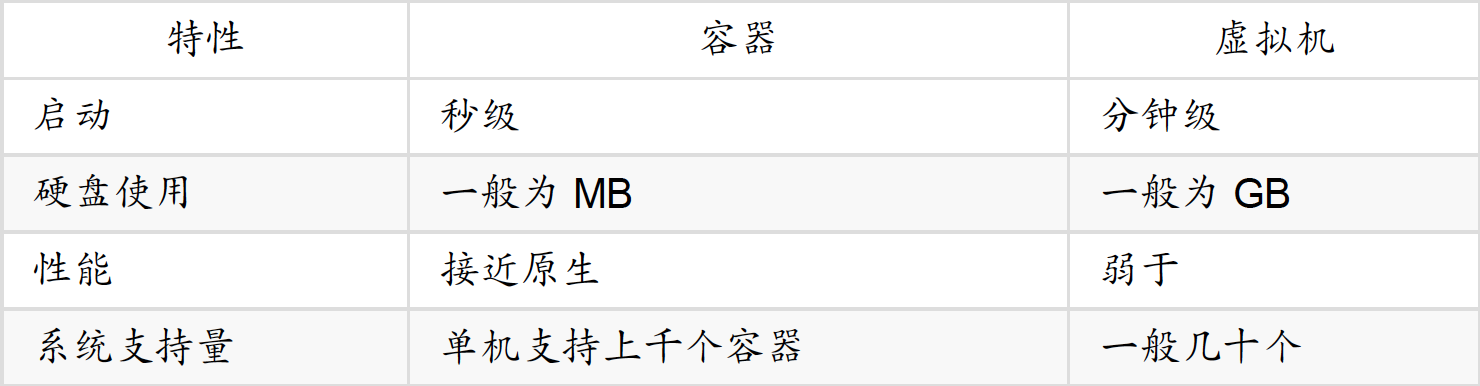 特性 容器 虚拟机
启动 秒级 分钟级
硬盘使用 一般为 MB 一般为 GB
性能 接近原生 弱于
系统支持量 单机支持上千个容器 一般几十个